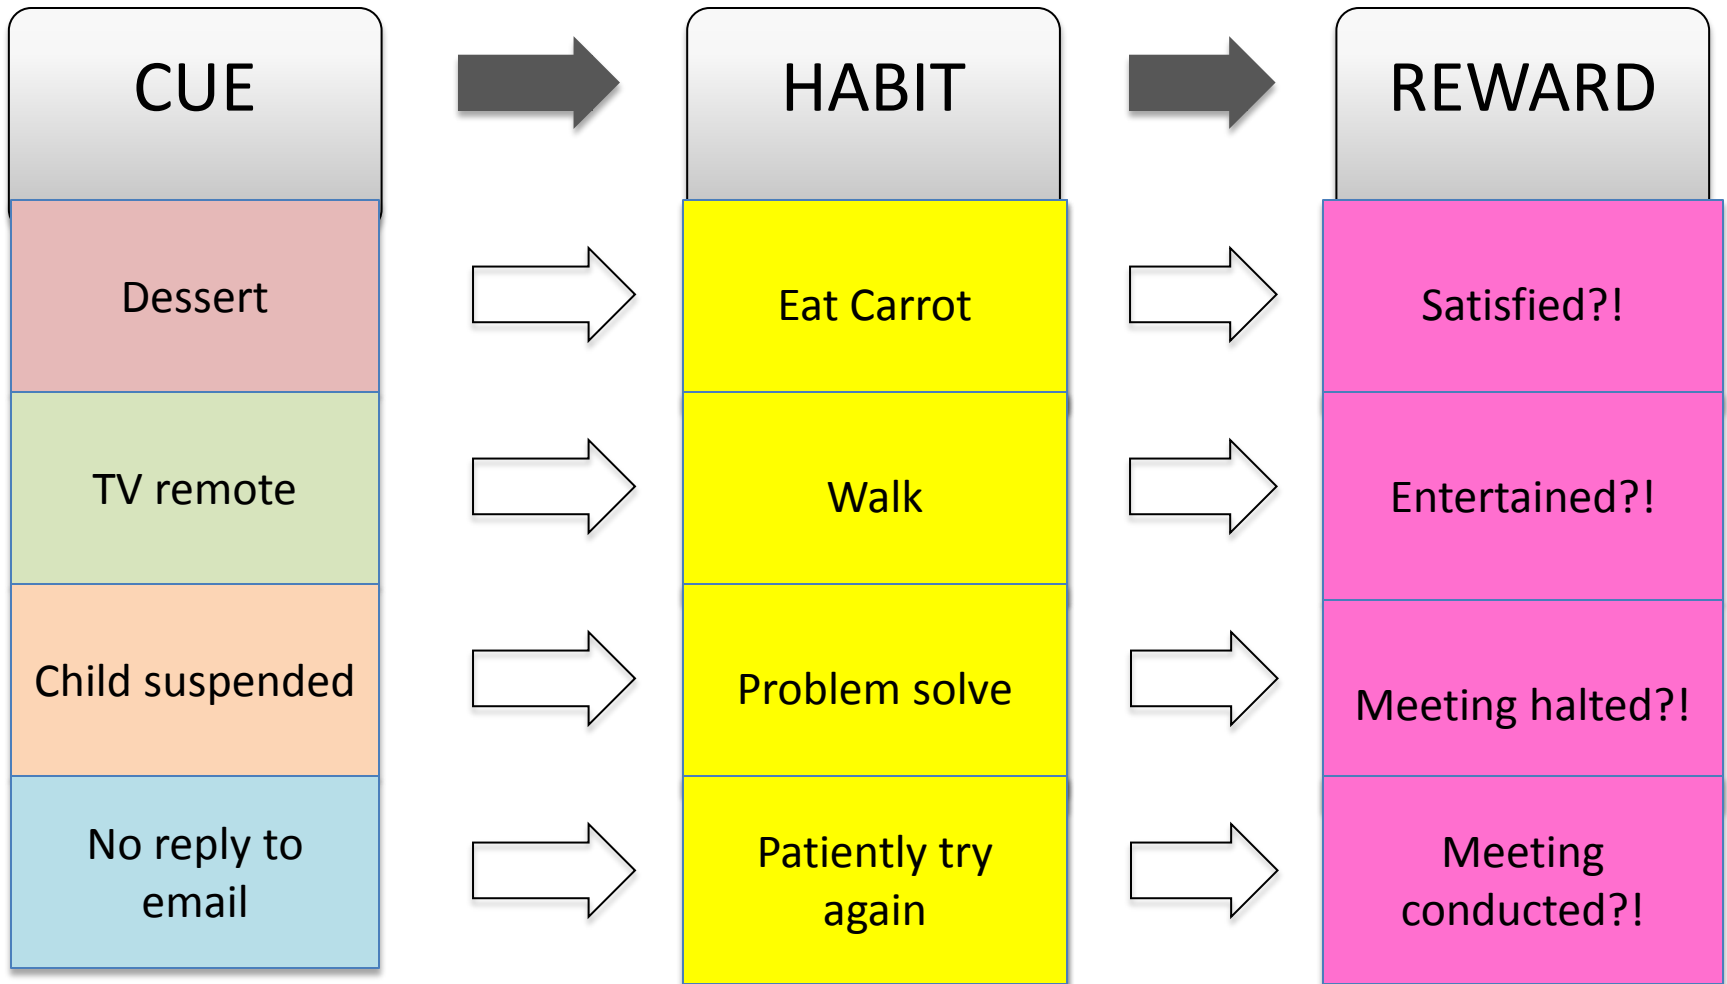 CUE
HABIT
REWARD
Dessert
Eat Carrot
Satisfied?!
TV remote
Walk
Entertained?!
Child suspended
Problem solve
Meeting halted?!
No reply to
email
Patiently try
again
Meeting
conducted?!